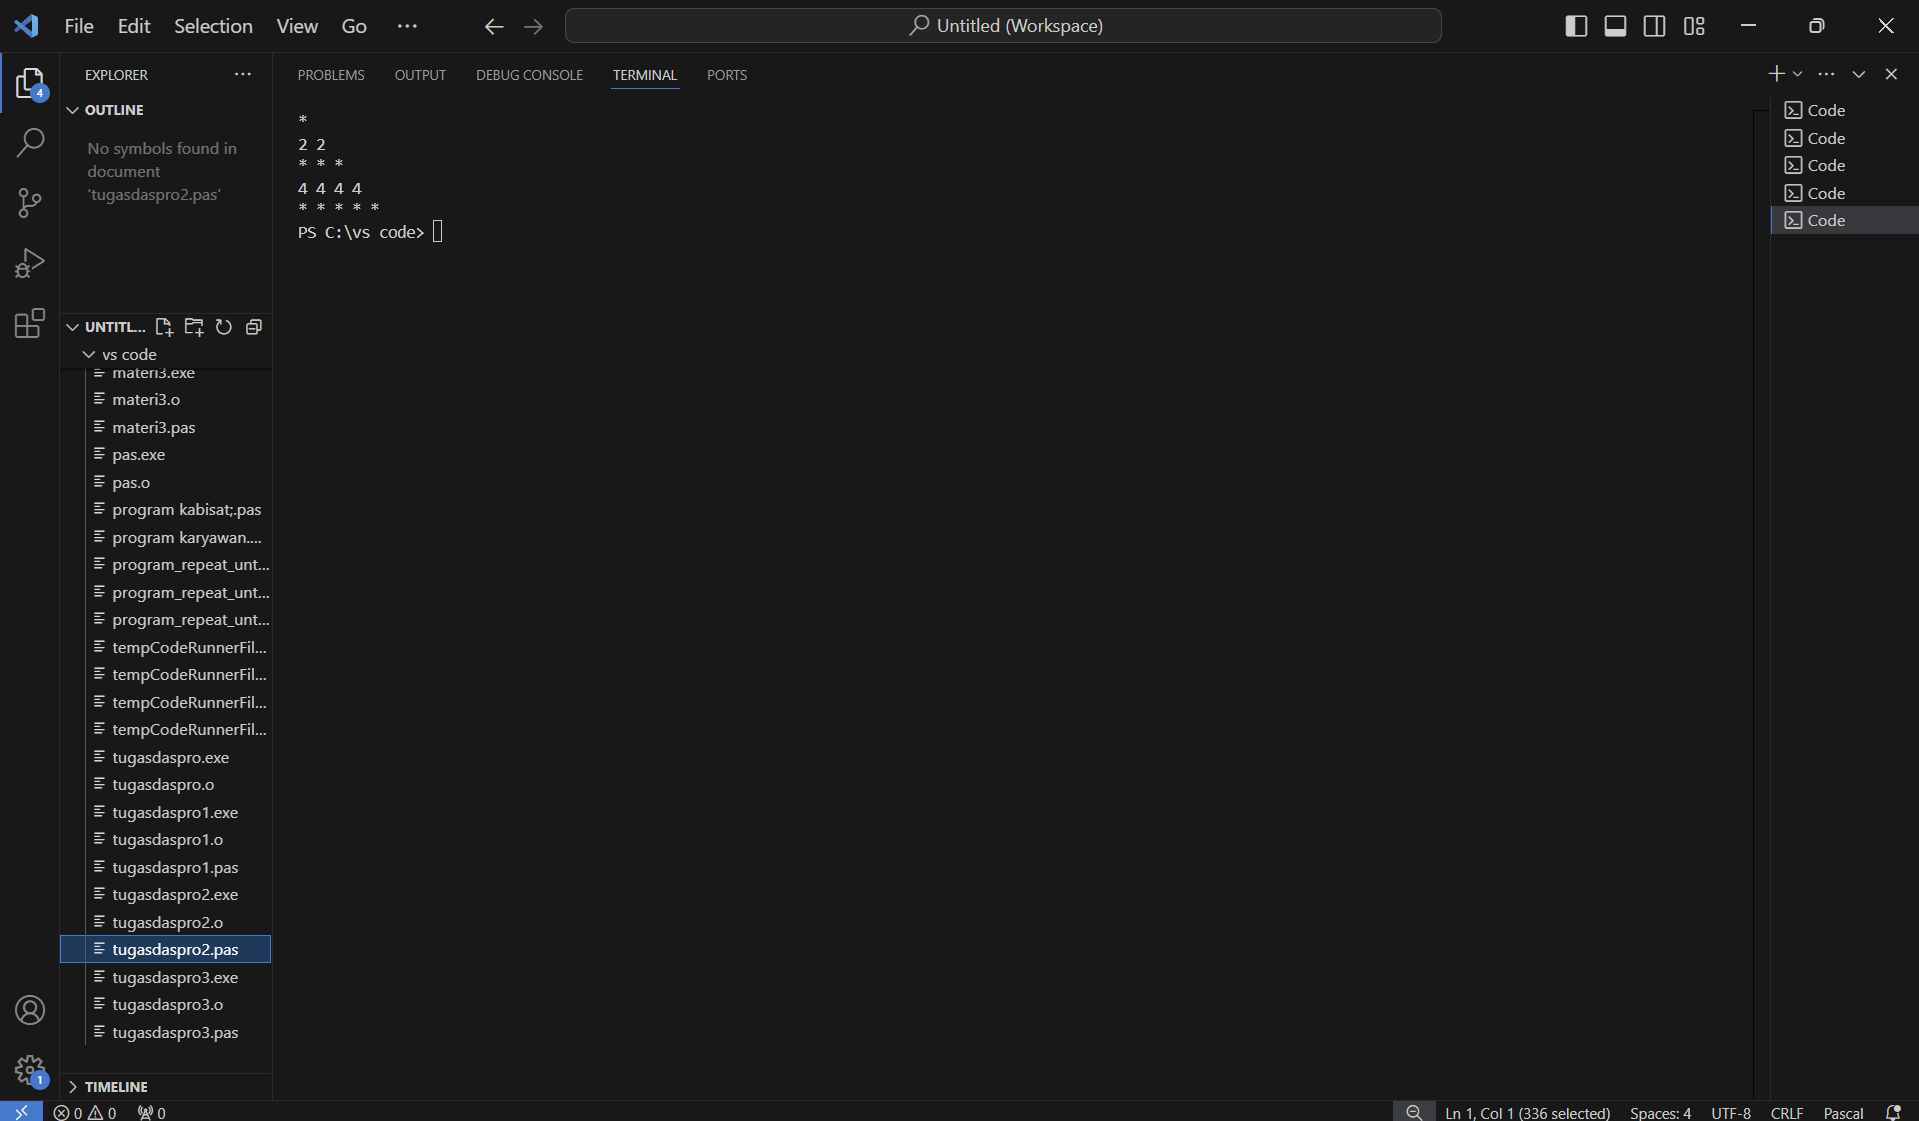 File Edit Selection View Go ··· Untitled (Workspace)
EXPLORER ···
OUTLINE
No symbols found in
document
'tugasdaspro2.pas'
UNTITL...
vs code
materi3.exe
materi3.o
materi3.pas
pas.exe
pas.o
program kabisat;.pas
program karyawan....
program_repeat_unt...
program_repeat_unt...
program_repeat_unt...
tempCodeRunnerFil...
tempCodeRunnerFil...
tempCodeRunnerFil...
tempCodeRunnerFil...
tugasdaspro.exe
tugasdaspro.o
tugasdaspro1.exe
tugasdaspro1.o
tugasdaspro1.pas
tugasdaspro2.exe
tugasdaspro2.o
tugasdaspro2.pas
tugasdaspro3.exe
tugasdaspro3.o
tugasdaspro3.pas
TIMELINE
4
1
PROBLEMS OUTPUT DEBUG CONSOLE TERMINAL PORTS
*
2 2
* * *
4 4 4 4
* * * * *
PS C:\vs code>
Code
Code
Code
Code
Code
0 0 0 Ln 1, Col 1 (336 selected) Spaces: 4 UTF-8 CRLF Pascal